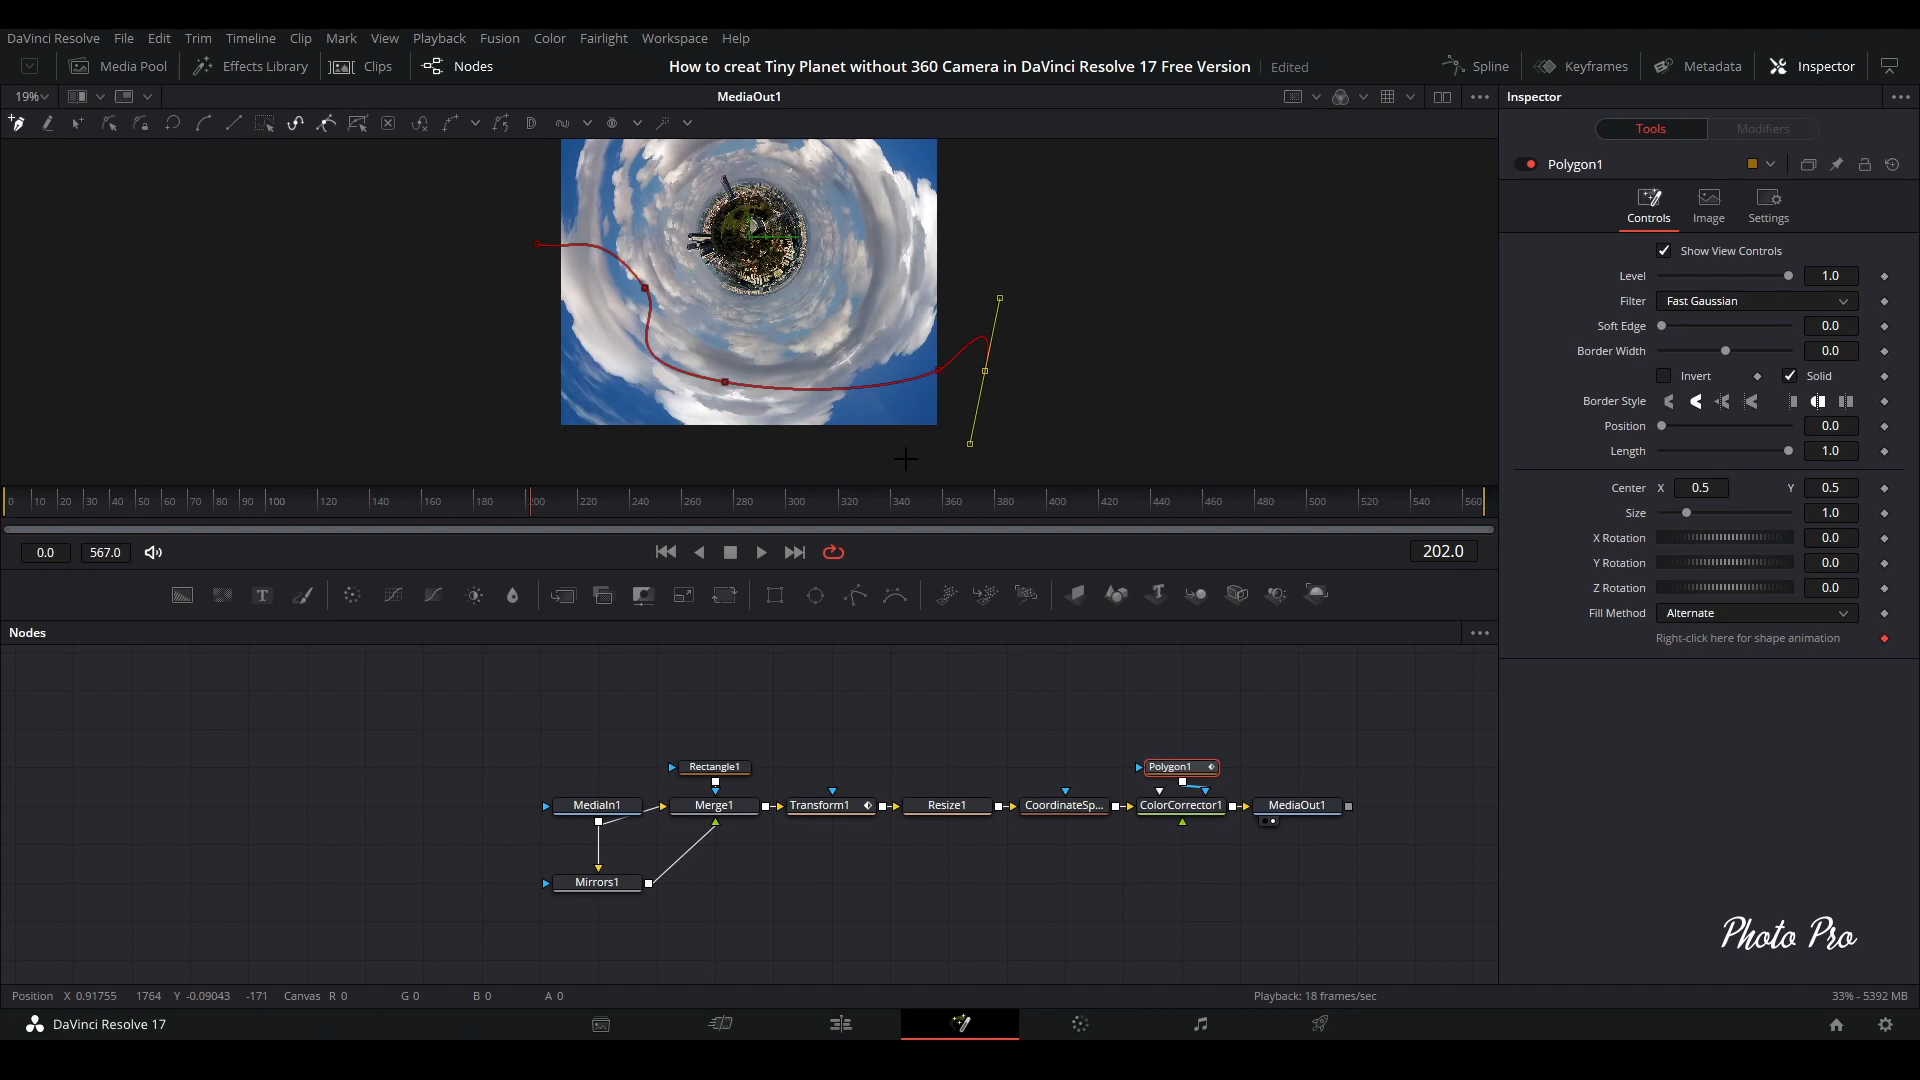 DaVinci Resolve File Edit Trim Timeline Clip Mark View Playback Fusion Color Fairlight Workspace Help
Media Pool Effects Library Clips Nodes How to creat Tiny Planet without 360 Camera in DaVinci Resolve 17 Free Version Edited Spline Keyframes Metadata Inspector
19% MediaOut1 Inspector
Tools Modifiers
Polygon1
Controls Image Settings
Show View Controls
Level 1.0
Filter Fast Gaussian
Soft Edge 0.0
Border Width 0.0
Invert Solid
Border Style
Position 0.0
Length 1.0
Center X 0.5 Y 0.5
Size 1.0
X Rotation 0.0
Y Rotation 0.0
Z Rotation 0.0
Fill Method Alternate
Right-click here for shape animation
0 10 20 30 40 50 60 70 80 90 100 120 140 160 180 200 220 240 260 280 300 320 340 360 380 400 420 440 460 480 500 520 540 560
0.0 567.0 202.0
Nodes
Rectangle1 Polygon1
MediaIn1 Merge1 Transform1 Resize1 CoordinateSp... ColorCorrector1 MediaOut1
Mirrors1
Photo Pro
Position X 0.91755 1764 Y -0.09043 -171 Canvas R 0 G 0 B 0 A 0 Playback: 18 frames/sec 33% - 5392 MB
DaVinci Resolve 17